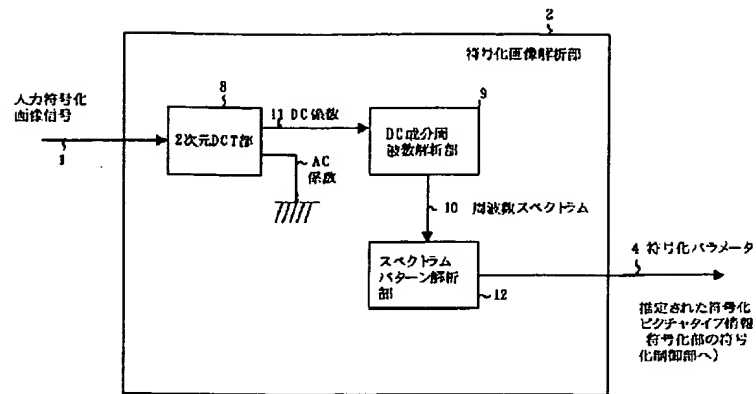 2
符号化画像解析部
入力符号化
画像信号
1
8
2次元DCT部
11 DC係数
AC
係数
9
DC成分周
波数解析部
10 周波数スペクトラム
スペクトラム
パターン解析
部
12
4 符号化パラメータ
推定された符号化
ピクチャタイプ情報
符号化部の符号
化制御部へ)